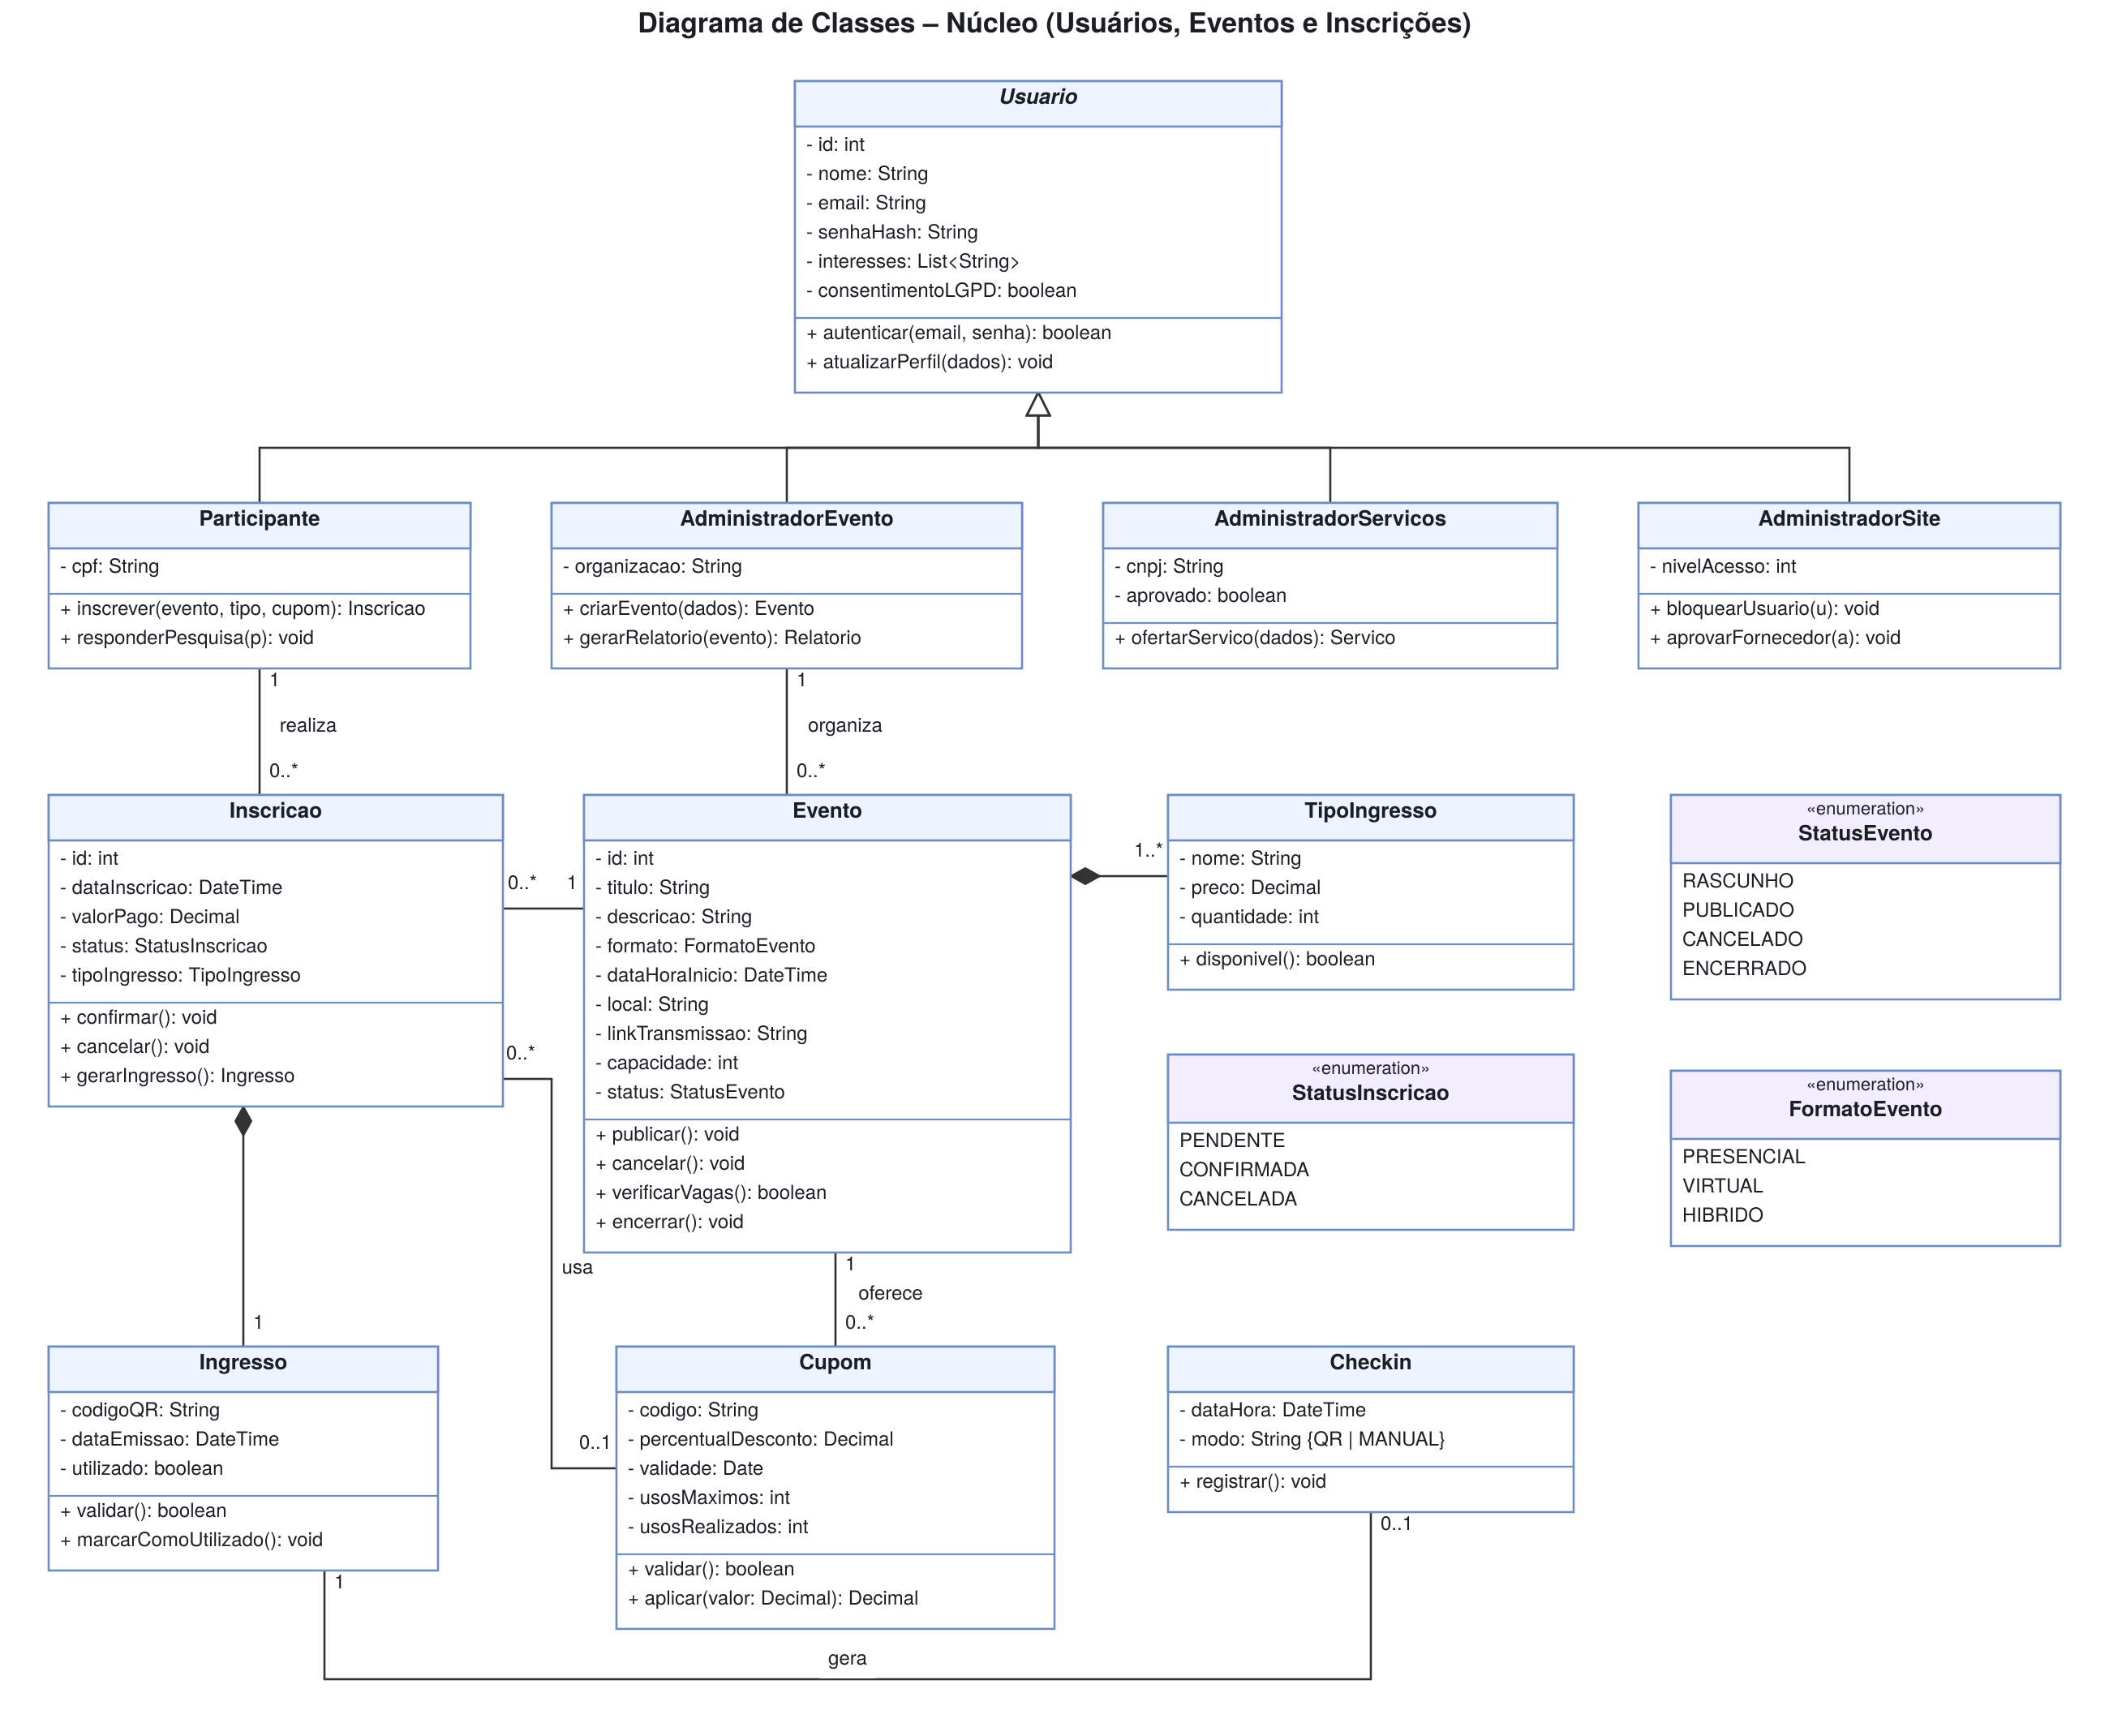 Diagrama de Classes – Núcleo (Usuários, Eventos e Inscrições)
Usuario
- id: int
- nome: String
- email: String
- senhaHash: String
- interesses: List<String>
- consentimentoLGPD: boolean
+ autenticar(email, senha): boolean
+ atualizarPerfil(dados): void
Participante
- cpf: String
+ inscrever(evento, tipo, cupom): Inscricao
+ responderPesquisa(p): void
AdministradorEvento
- organizacao: String
+ criarEvento(dados): Evento
+ gerarRelatorio(evento): Relatorio
AdministradorServicos
- cnpj: String
- aprovado: boolean
+ ofertarServico(dados): Servico
AdministradorSite
- nivelAcesso: int
+ bloquearUsuario(u): void
+ aprovarFornecedor(a): void
1
realiza
0..*
1
organiza
0..*
Inscricao
- id: int
- dataInscricao: DateTime
- valorPago: Decimal
- status: StatusInscricao
- tipoIngresso: TipoIngresso
+ confirmar(): void
+ cancelar(): void
+ gerarIngresso(): Ingresso
0..*
1
0..*
Evento
- id: int
- titulo: String
- descricao: String
- formato: FormatoEvento
- dataHoraInicio: DateTime
- local: String
- linkTransmissao: String
- capacidade: int
- status: StatusEvento
+ publicar(): void
+ cancelar(): void
+ verificarVagas(): boolean
+ encerrar(): void
1..*
TipoIngresso
- nome: String
- preco: Decimal
- quantidade: int
+ disponivel(): boolean
«enumeration»
StatusEvento
RASCUNHO
PUBLICADO
CANCELADO
ENCERRADO
«enumeration»
StatusInscricao
PENDENTE
CONFIRMADA
CANCELADA
«enumeration»
FormatoEvento
PRESENCIAL
VIRTUAL
HIBRIDO
usa
1
oferece
0..*
1
0..1
Ingresso
- codigoQR: String
- dataEmissao: DateTime
- utilizado: boolean
+ validar(): boolean
+ marcarComoUtilizado(): void
Cupom
- codigo: String
- percentualDesconto: Decimal
- validade: Date
- usosMaximos: int
- usosRealizados: int
+ validar(): boolean
+ aplicar(valor: Decimal): Decimal
Checkin
- dataHora: DateTime
- modo: String {QR | MANUAL}
+ registrar(): void
0..1
1
gera